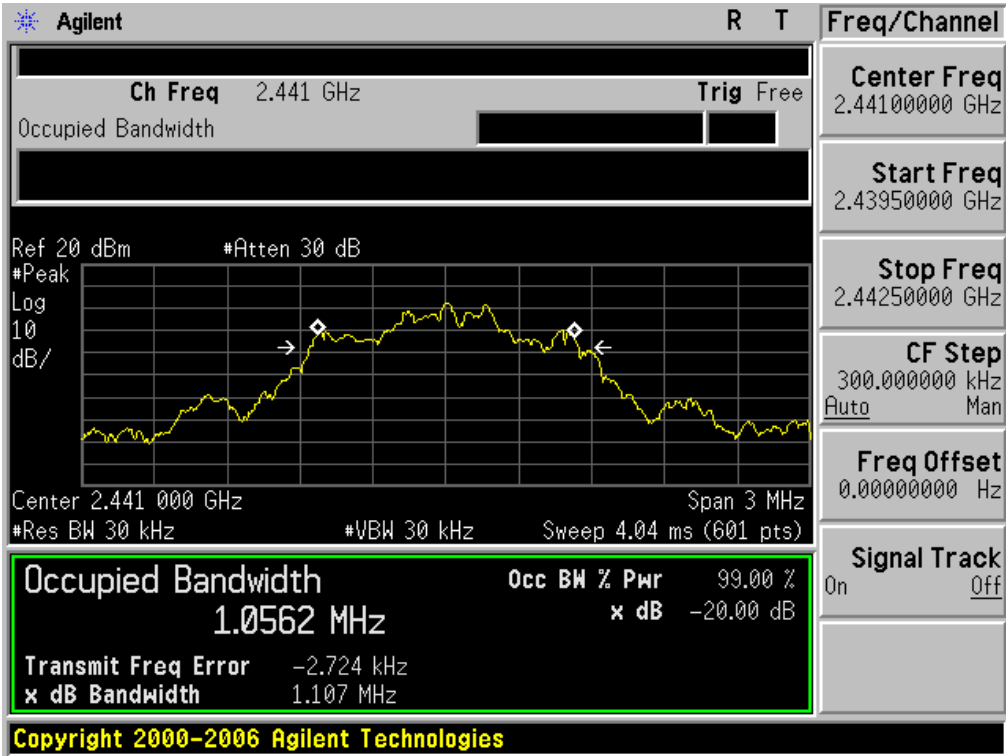 Agilent R T
Ch Freq 2.441 GHz Trig Free
Occupied Bandwidth
Ref 20 dBm #Atten 30 dB
#Peak
Log
10
dB/
Center 2.441 000 GHz Span 3 MHz
#Res BW 30 kHz #VBW 30 kHz Sweep 4.04 ms (601 pts)
Occupied Bandwidth
1.0562 MHz
Occ BW % Pwr 99.00 %
x dB -20.00 dB
Transmit Freq Error -2.724 kHz
x dB Bandwidth 1.107 MHz
Copyright 2000-2006 Agilent Technologies
Freq/Channel
Center Freq
2.44100000 GHz
Start Freq
2.43950000 GHz
Stop Freq
2.44250000 GHz
CF Step
300.000000 kHz
Auto Man
Freq Offset
0.00000000 Hz
Signal Track
On Off